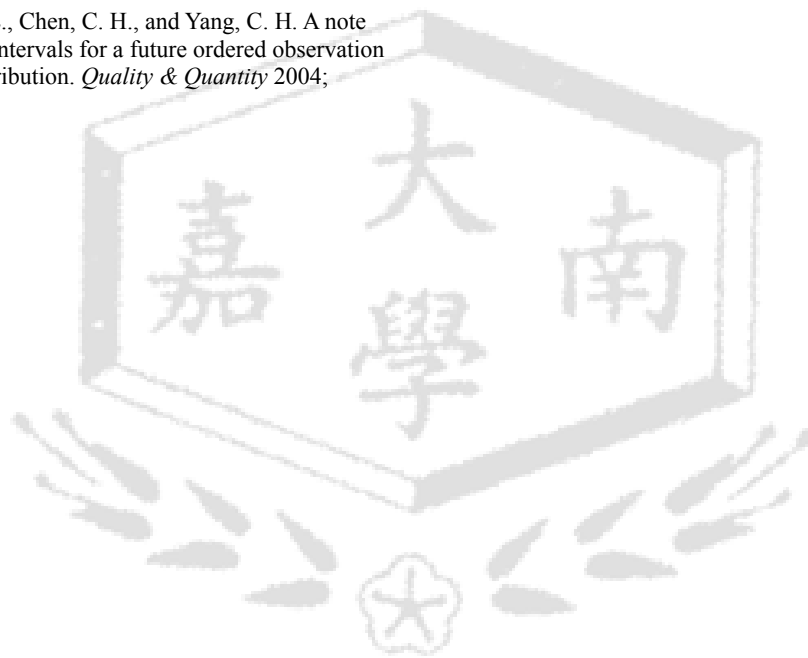 ., Chen, C. H., and Yang, C. H. A note
ntervals for a future ordered observation
ribution. Quality & Quantity 2004;
大
嘉 南
學